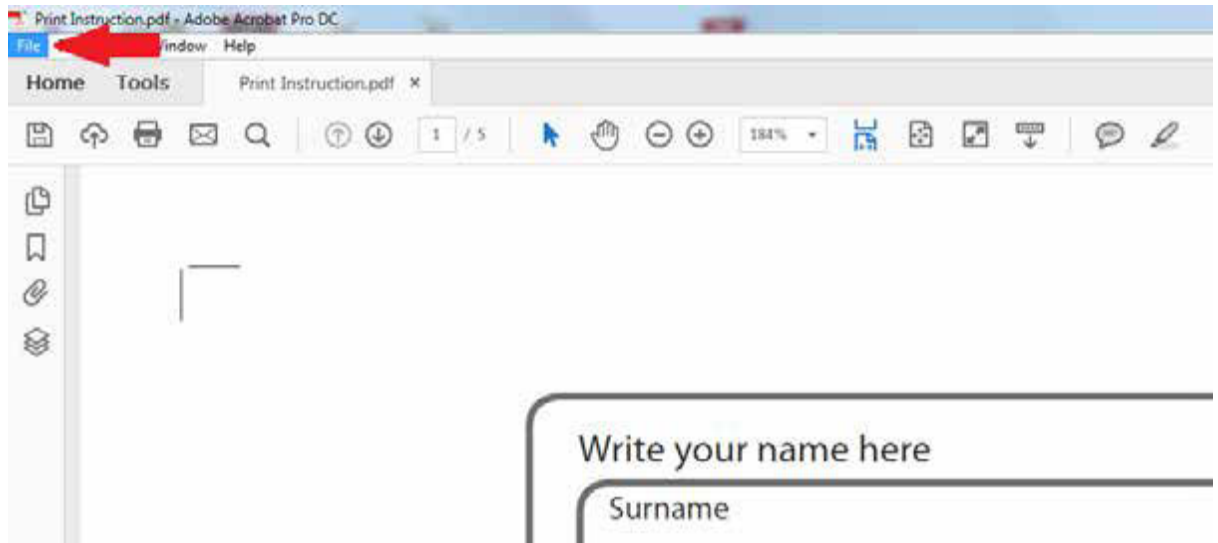 Print Instruction.pdf - Adobe Acrobat Pro DC
File Window Help
Home Tools Print Instruction.pdf ×
1 / 5 184%
Write your name here
Surname